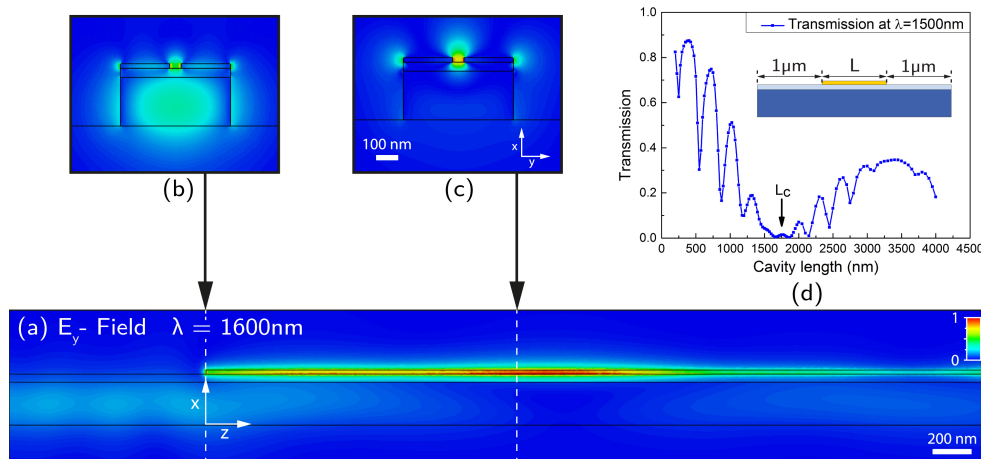 (b)
100 nm
x
y
(c)
Transmission at λ=1500nm
1μm
L
1μm
LC
Transmission
1.0
0.8
0.6
0.4
0.2
0.0
0 500 1000 1500 2000 2500 3000 3500 4000 4500
Cavity length (nm)
(d)
(a) Ey- Field λ = 1600nm
1
0
x
z
200 nm